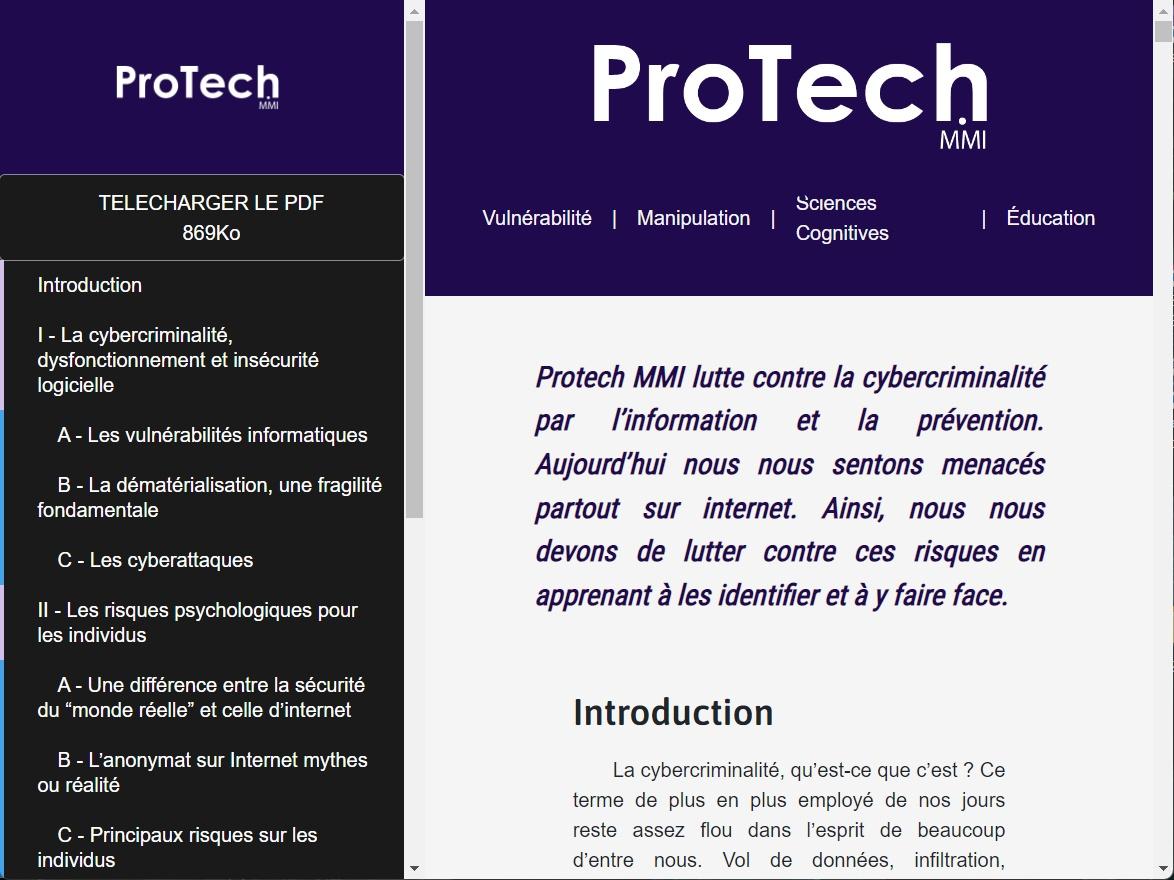 ProTech
MMI
TELECHARGER LE PDF
869Ko
Introduction
I - La cybercriminalité,
dysfonctionnement et insécurité
logicielle
A - Les vulnérabilités informatiques
B - La dématérialisation, une fragilité
fondamentale
C - Les cyberattaques
II - Les risques psychologiques pour
les individus
A - Une différence entre la sécurité
du “monde réelle” et celle d’internet
B - L’anonymat sur Internet mythes
ou réalité
C - Principaux risques sur les
individus
ProTech
MMI
Vulnérabilité | Manipulation | Sciences Cognitives | Éducation
Protech MMI lutte contre la cybercriminalité
par l’information et la prévention.
Aujourd’hui nous nous sentons menacés
partout sur internet. Ainsi, nous nous
devons de lutter contre ces risques en
apprenant à les identifier et à y faire face.
Introduction
La cybercriminalité, qu’est-ce que c’est ? Ce
terme de plus en plus employé de nos jours
reste assez flou dans l’esprit de beaucoup
d’entre nous. Vol de données, infiltration,